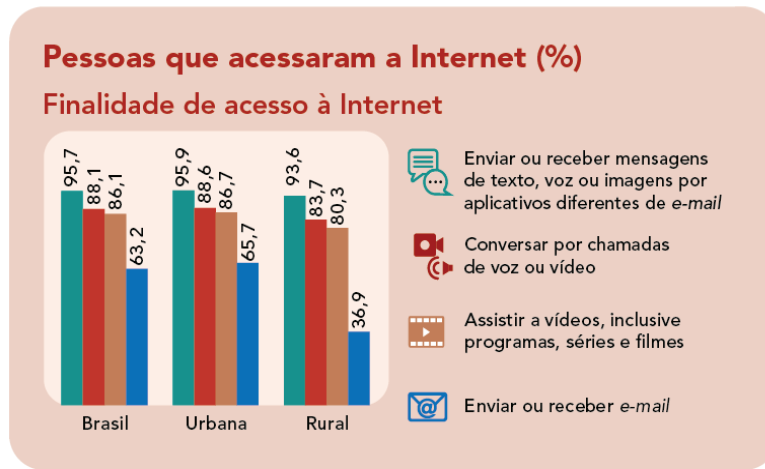 Pessoas que acessaram a Internet (%)
Finalidade de acesso à Internet
95,7
88,1
86,1
63,2
95,9
88,6
86,7
65,7
93,6
83,7
80,3
36,9
Brasil
Urbana
Rural
Enviar ou receber mensagens
de texto, voz ou imagens por
aplicativos diferentes de e-mail
Conversar por chamadas
de voz ou vídeo
Assistir a vídeos, inclusive
programas, séries e filmes
@
Enviar ou receber e-mail